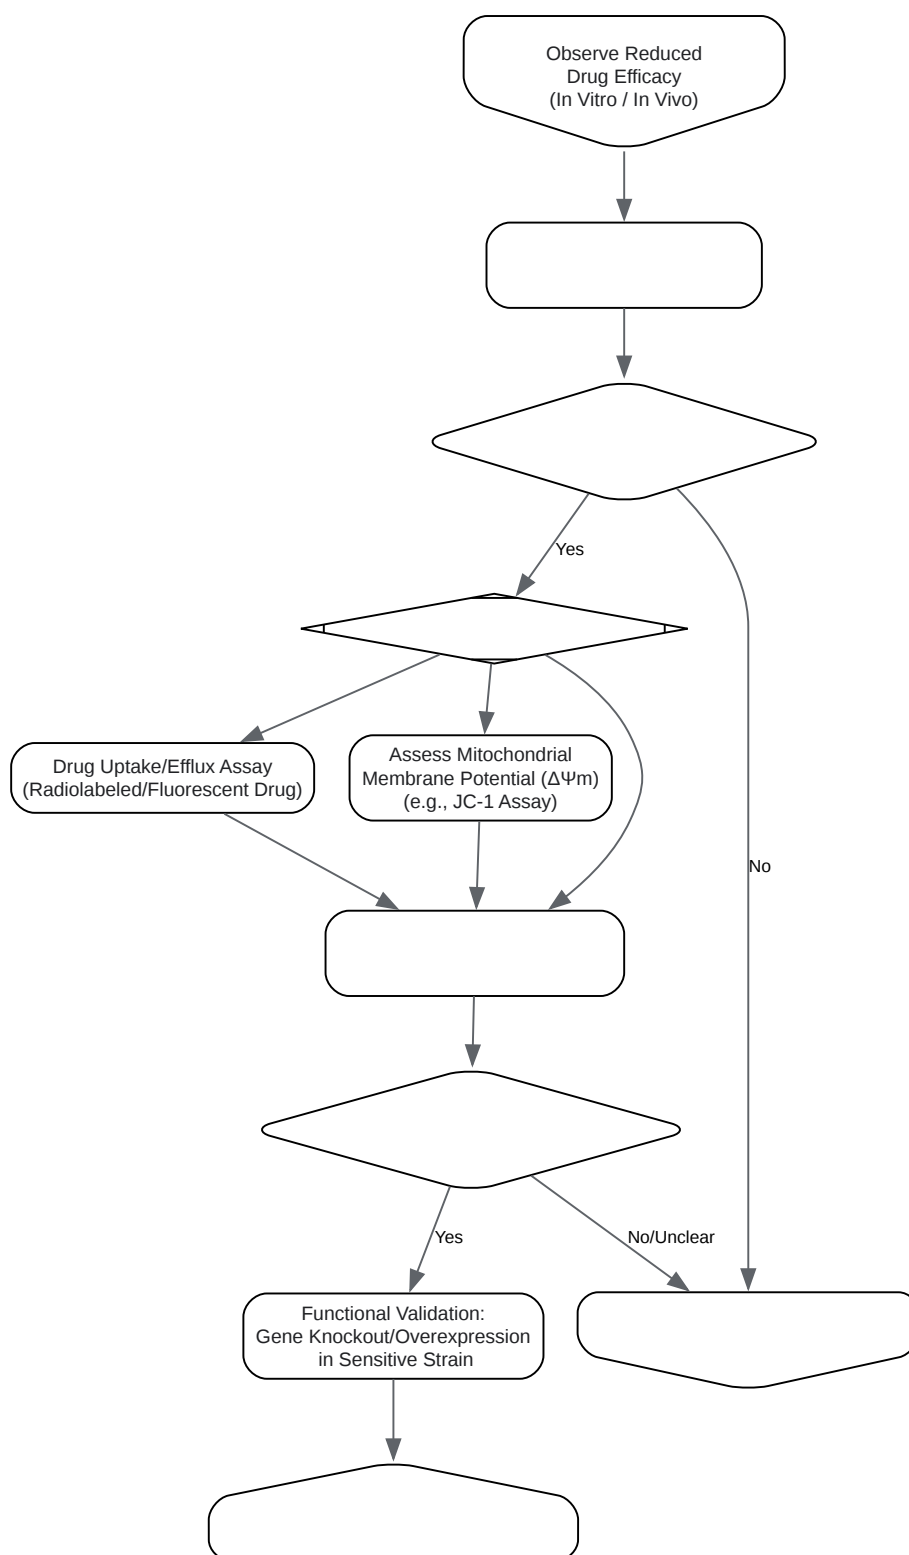 Observe Reduced
Drug Efficacy
(In Vitro / In Vivo)
Yes
Drug Uptake/Efflux Assay
(Radiolabeled/Fluorescent Drug)
Assess Mitochondrial
Membrane Potential (ΔΨm)
(e.g., JC-1 Assay)
No
Yes
No/Unclear
Functional Validation:
Gene Knockout/Overexpression
in Sensitive Strain